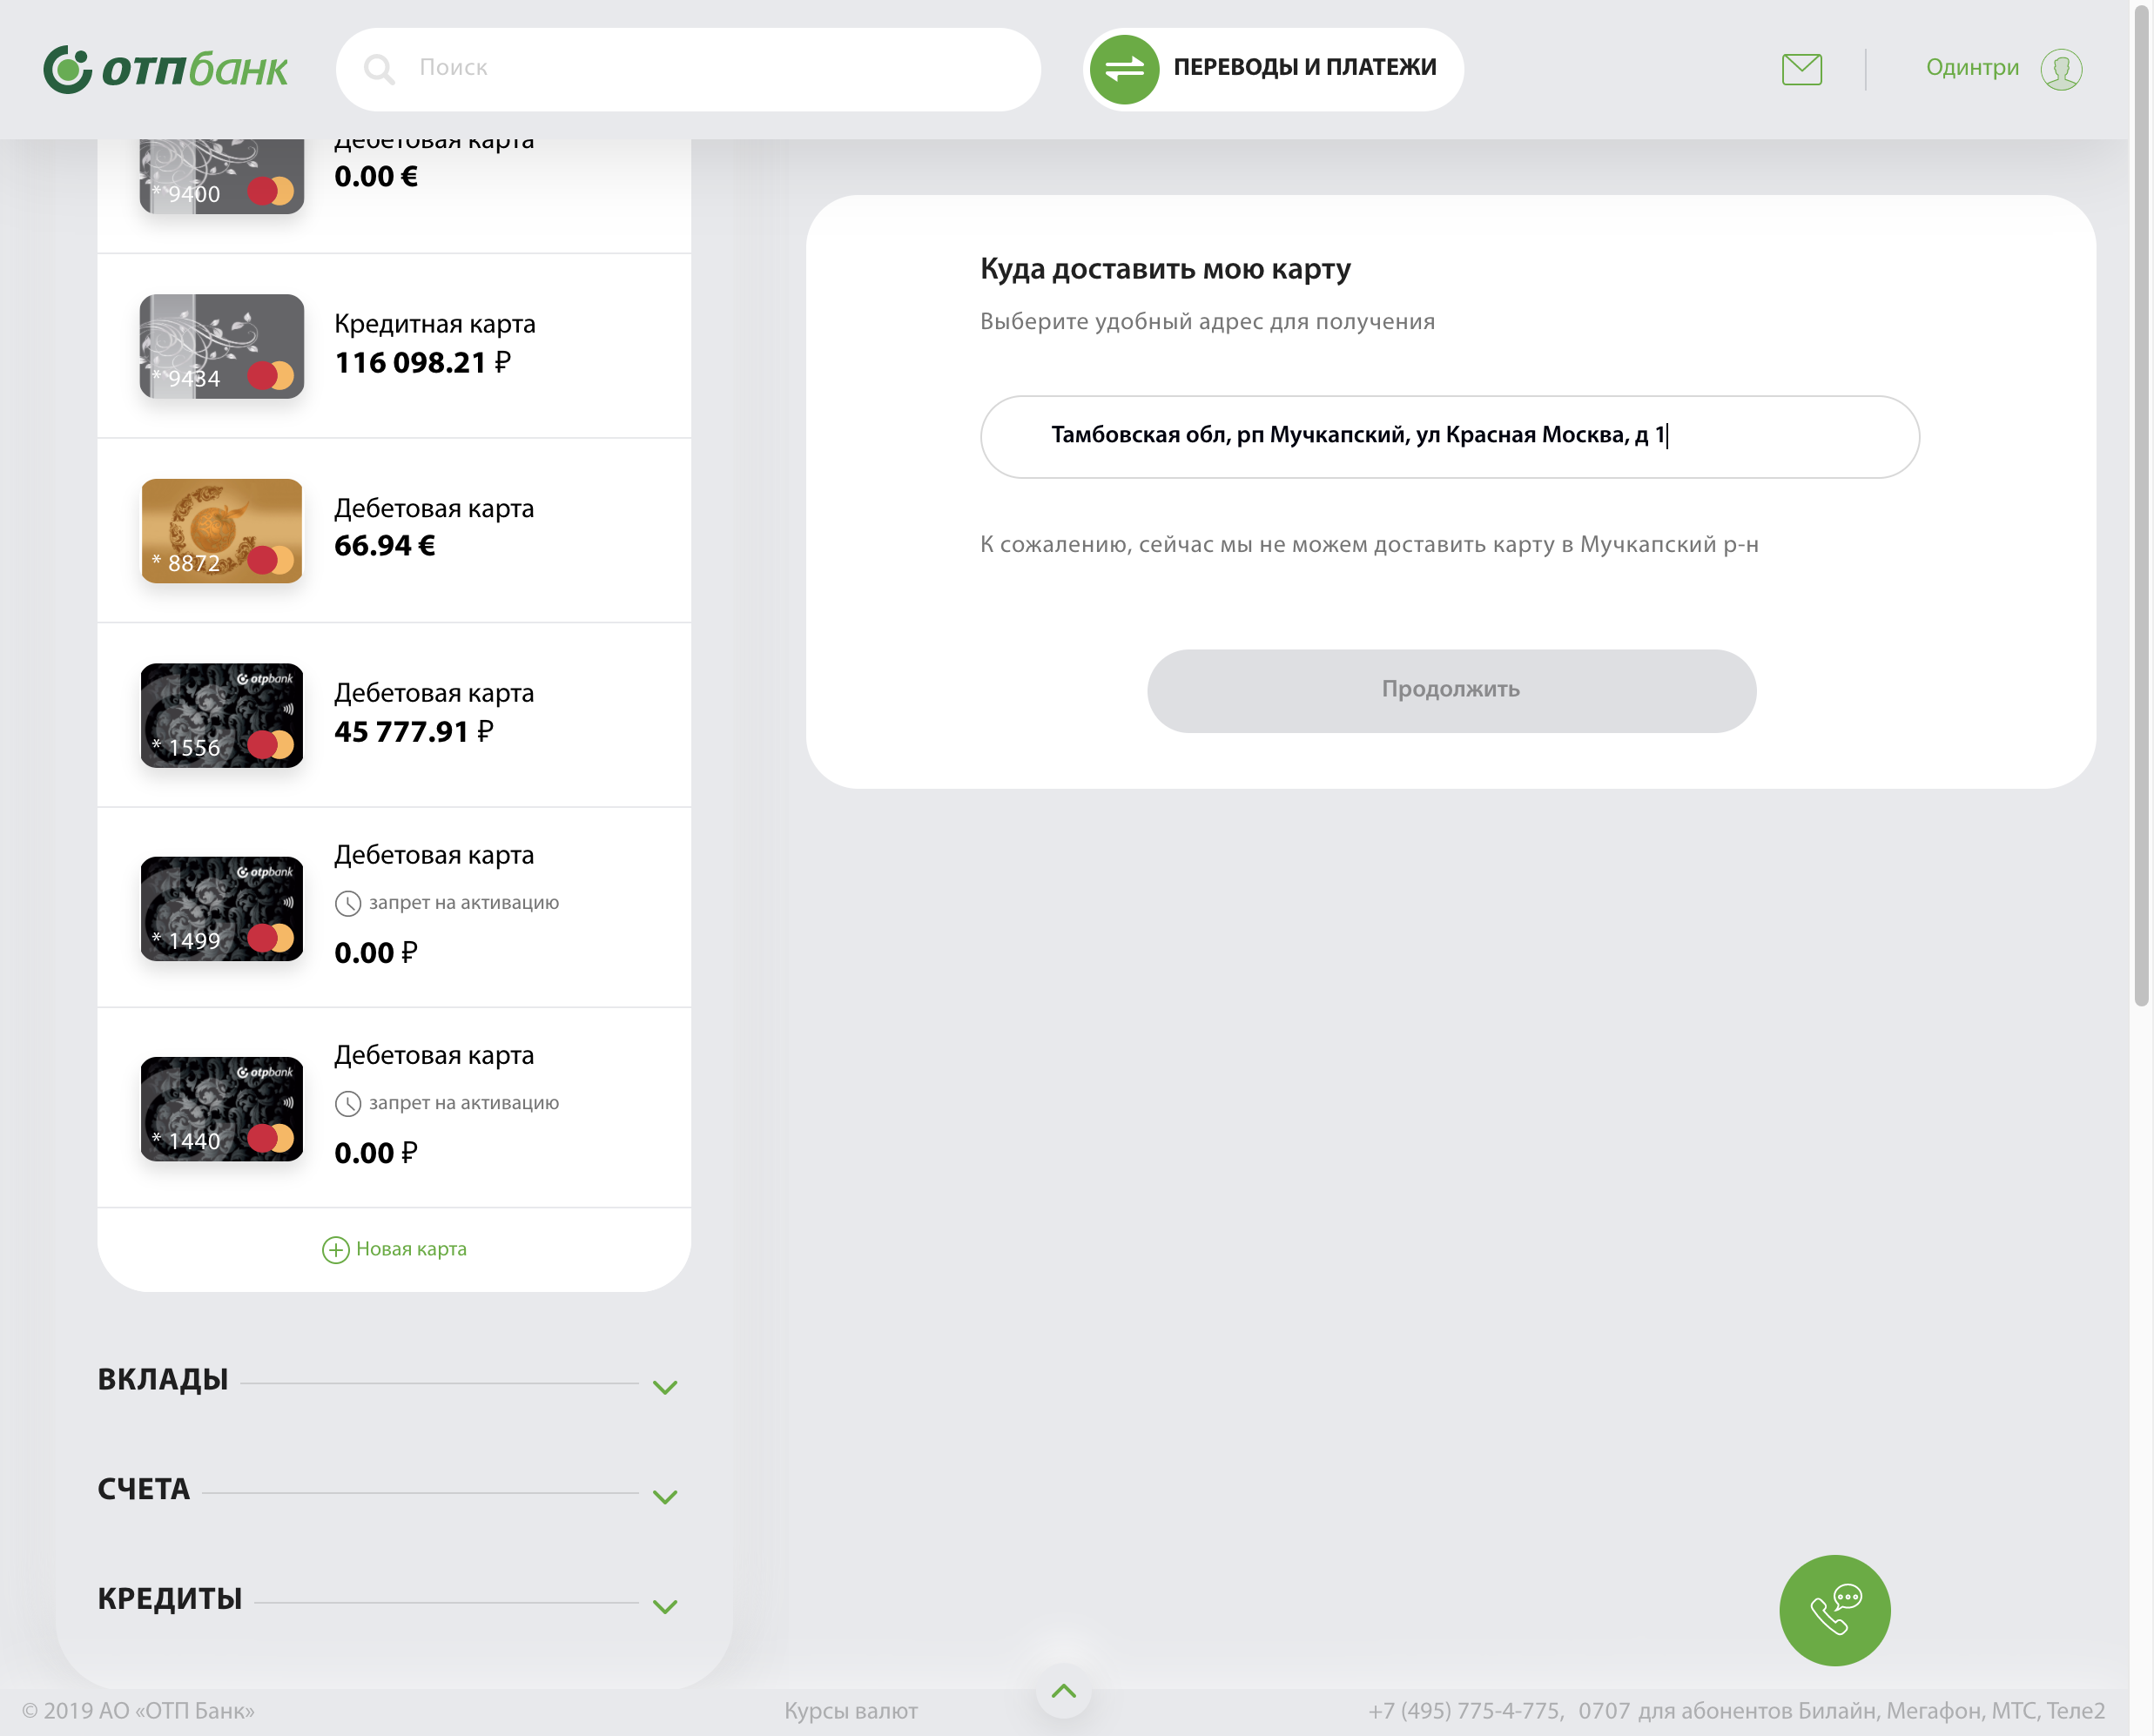 отпбанк
Поиск
ПЕРЕВОДЫ И ПЛАТЕЖИ
Одинтри
Дебетовая карта
* 9400
0.00 €
Кредитная карта
* 9434
116 098.21 ₽
Дебетовая карта
* 8872
66.94 €
otpbank
Дебетовая карта
* 1556
45 777.91 ₽
otpbank
Дебетовая карта
запрет на активацию
* 1499
0.00 ₽
otpbank
Дебетовая карта
запрет на активацию
* 1440
0.00 ₽
Новая карта
ВКЛАДЫ
СЧЕТА
КРЕДИТЫ
Куда доставить мою карту
Выберите удобный адрес для получения
Тамбовская обл, рп Мучкапский, ул Красная Москва, д 1
К сожалению, сейчас мы не можем доставить карту в Мучкапский р-н
Продолжить
© 2019 АО «ОТП Банк»
Курсы валют
+7 (495) 775-4-775, 0707 для абонентов Билайн, Мегафон, МТС, Теле2